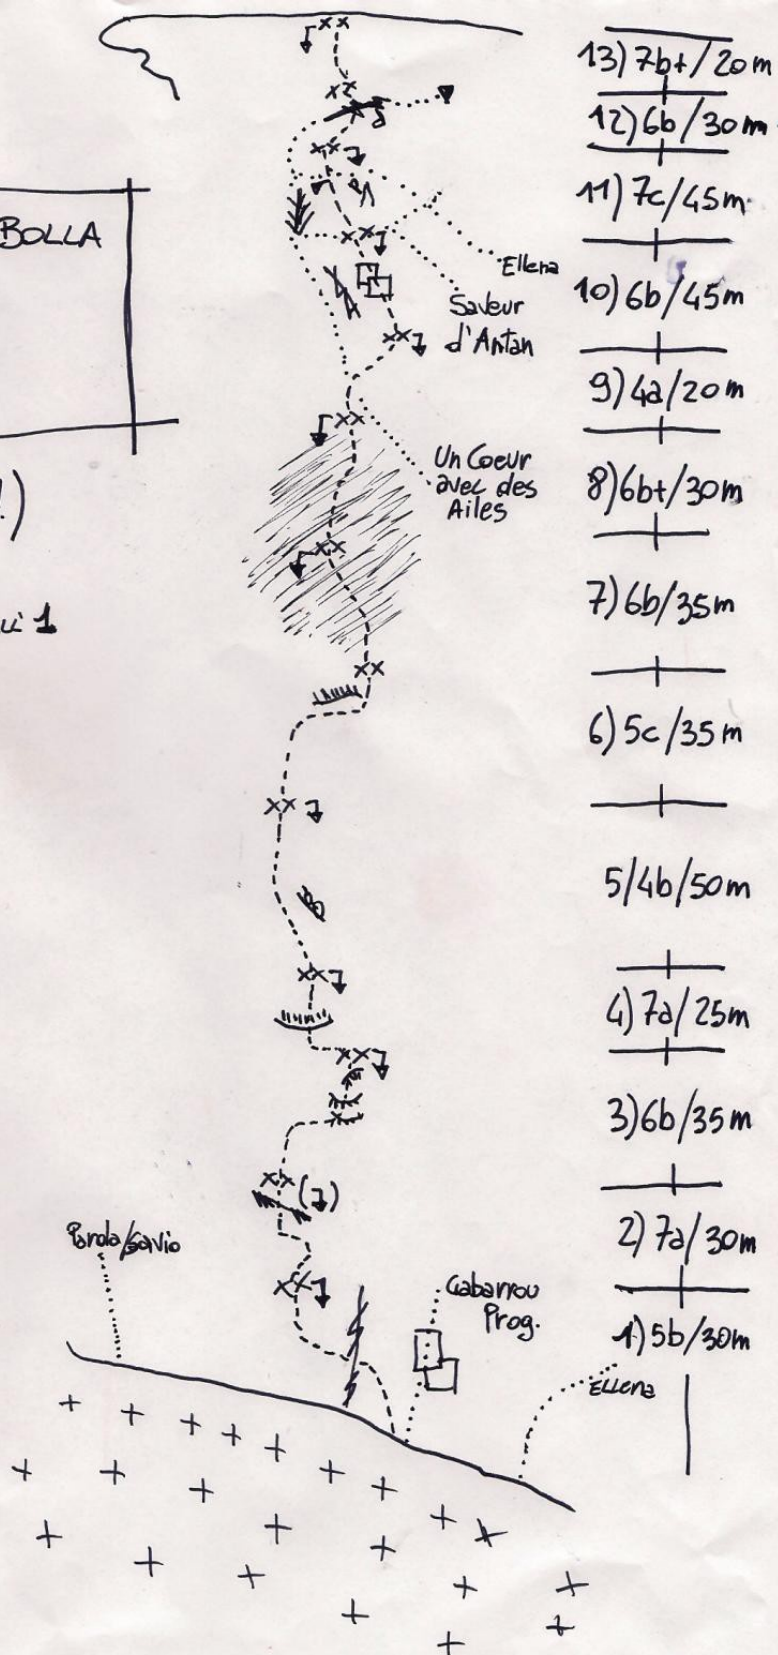 BOLLA
!)
1
Ellena
Saveur
d'Antan
Un Coeur
avec des
Ailes
Parola/Savio
Gabarrou
Prog.
Ellena
13) 7b+/20m
12) 6b/30m
11) 7c/45m
10) 6b/45m
9) 4a/20m
8) 6b+/30m
7) 6b/35m
6) 5c/35m
5/4b/50m
4) 7a/25m
3) 6b/35m
2) 7a/30m
1) 5b/30m